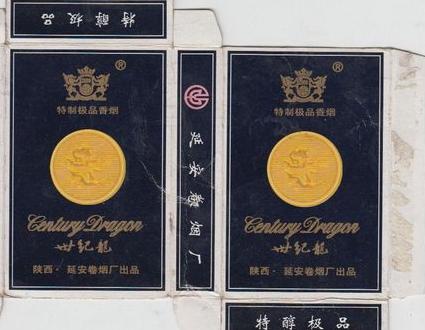 特醇极品
®
特制极品香烟
Century Dragon
世纪龙
陕西·延安卷烟厂出品
延安卷烟厂
®
特制极品香烟
Century Dragon
世纪龙
陕西·延安卷烟厂出品
特醇极品